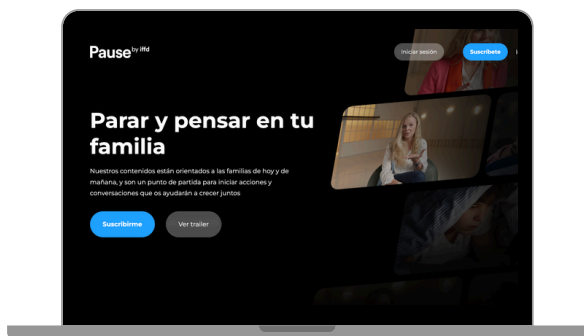 Pause by iffd
Iniciar sesión
Suscríbete
Parar y pensar en tu
familia
Nuestros contenidos están orientados a las familias de hoy y de
mañana, y son un punto de partida para iniciar acciones y
conversaciones que os ayudarán a crecer juntos
Suscribirme
Ver trailer